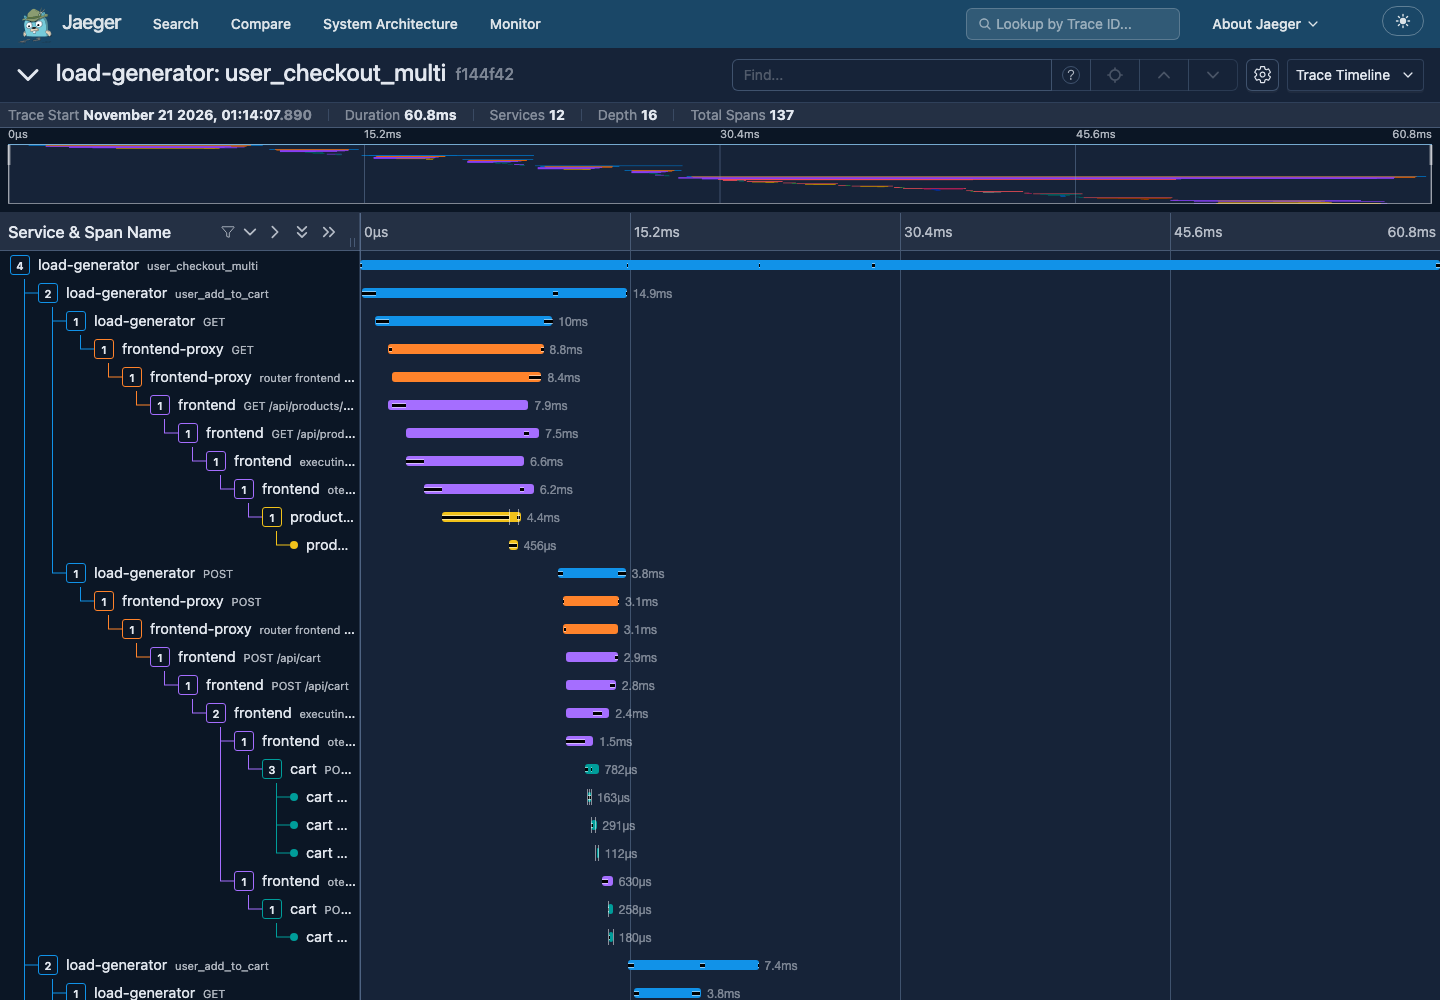 Jaeger Search Compare System Architecture Monitor Lookup by Trace ID... About Jaeger
load-generator: user_checkout_multi f144f42 Find... ? Trace Timeline
Trace Start November 21 2026, 01:14:07.890 Duration 60.8ms Services 12 Depth 16 Total Spans 137
0μs 15.2ms 30.4ms 45.6ms 60.8ms
Service & Span Name 0μs 15.2ms 30.4ms 45.6ms 60.8ms
4 load-generator user_checkout_multi
2 load-generator user_add_to_cart 14.9ms
1 load-generator GET 10ms
1 frontend-proxy GET 8.8ms
1 frontend-proxy router frontend ... 8.4ms
1 frontend GET /api/products/... 7.9ms
1 frontend GET /api/prod... 7.5ms
1 frontend executin... 6.6ms
1 frontend ote... 6.2ms
1 product... 4.4ms
prod... 456μs
1 load-generator POST 3.8ms
1 frontend-proxy POST 3.1ms
1 frontend-proxy router frontend ... 3.1ms
1 frontend POST /api/cart 2.9ms
1 frontend POST /api/cart 2.8ms
2 frontend executin... 2.4ms
1 frontend ote... 1.5ms
3 cart PO... 782μs
cart ... 163μs
cart ... 291μs
cart ... 112μs
1 frontend ote... 630μs
1 cart PO... 258μs
cart ... 180μs
2 load-generator user_add_to_cart 7.4ms
1 load-generator GET 3.8ms